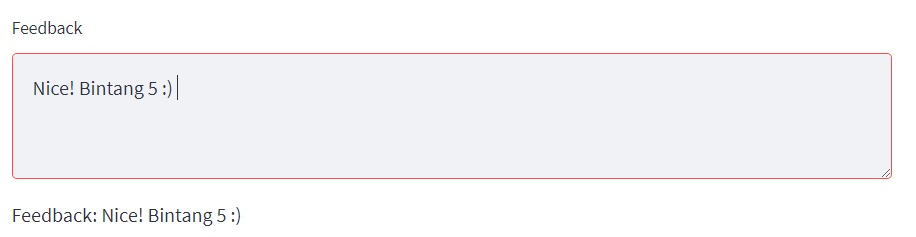 Feedback
Nice! Bintang 5 :)
Feedback: Nice! Bintang 5 :)